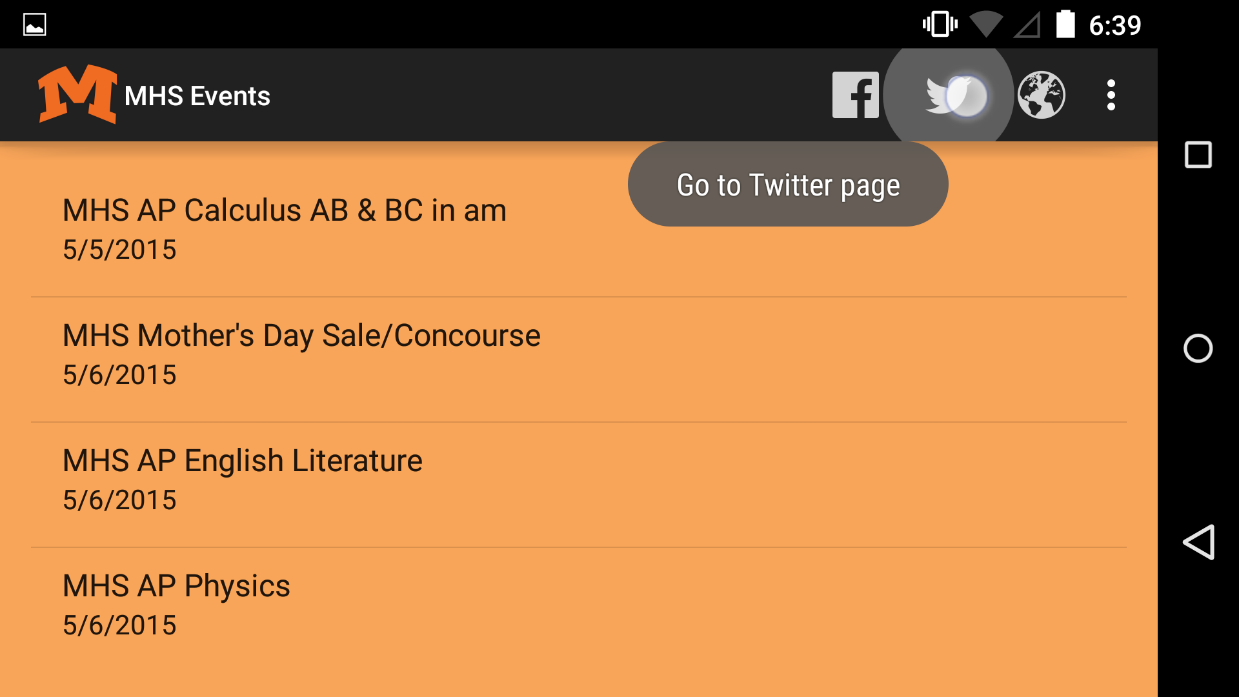 6:39
M MHS Events
Go to Twitter page
MHS AP Calculus AB & BC in am
5/5/2015
MHS Mother's Day Sale/Concourse
5/6/2015
MHS AP English Literature
5/6/2015
MHS AP Physics
5/6/2015